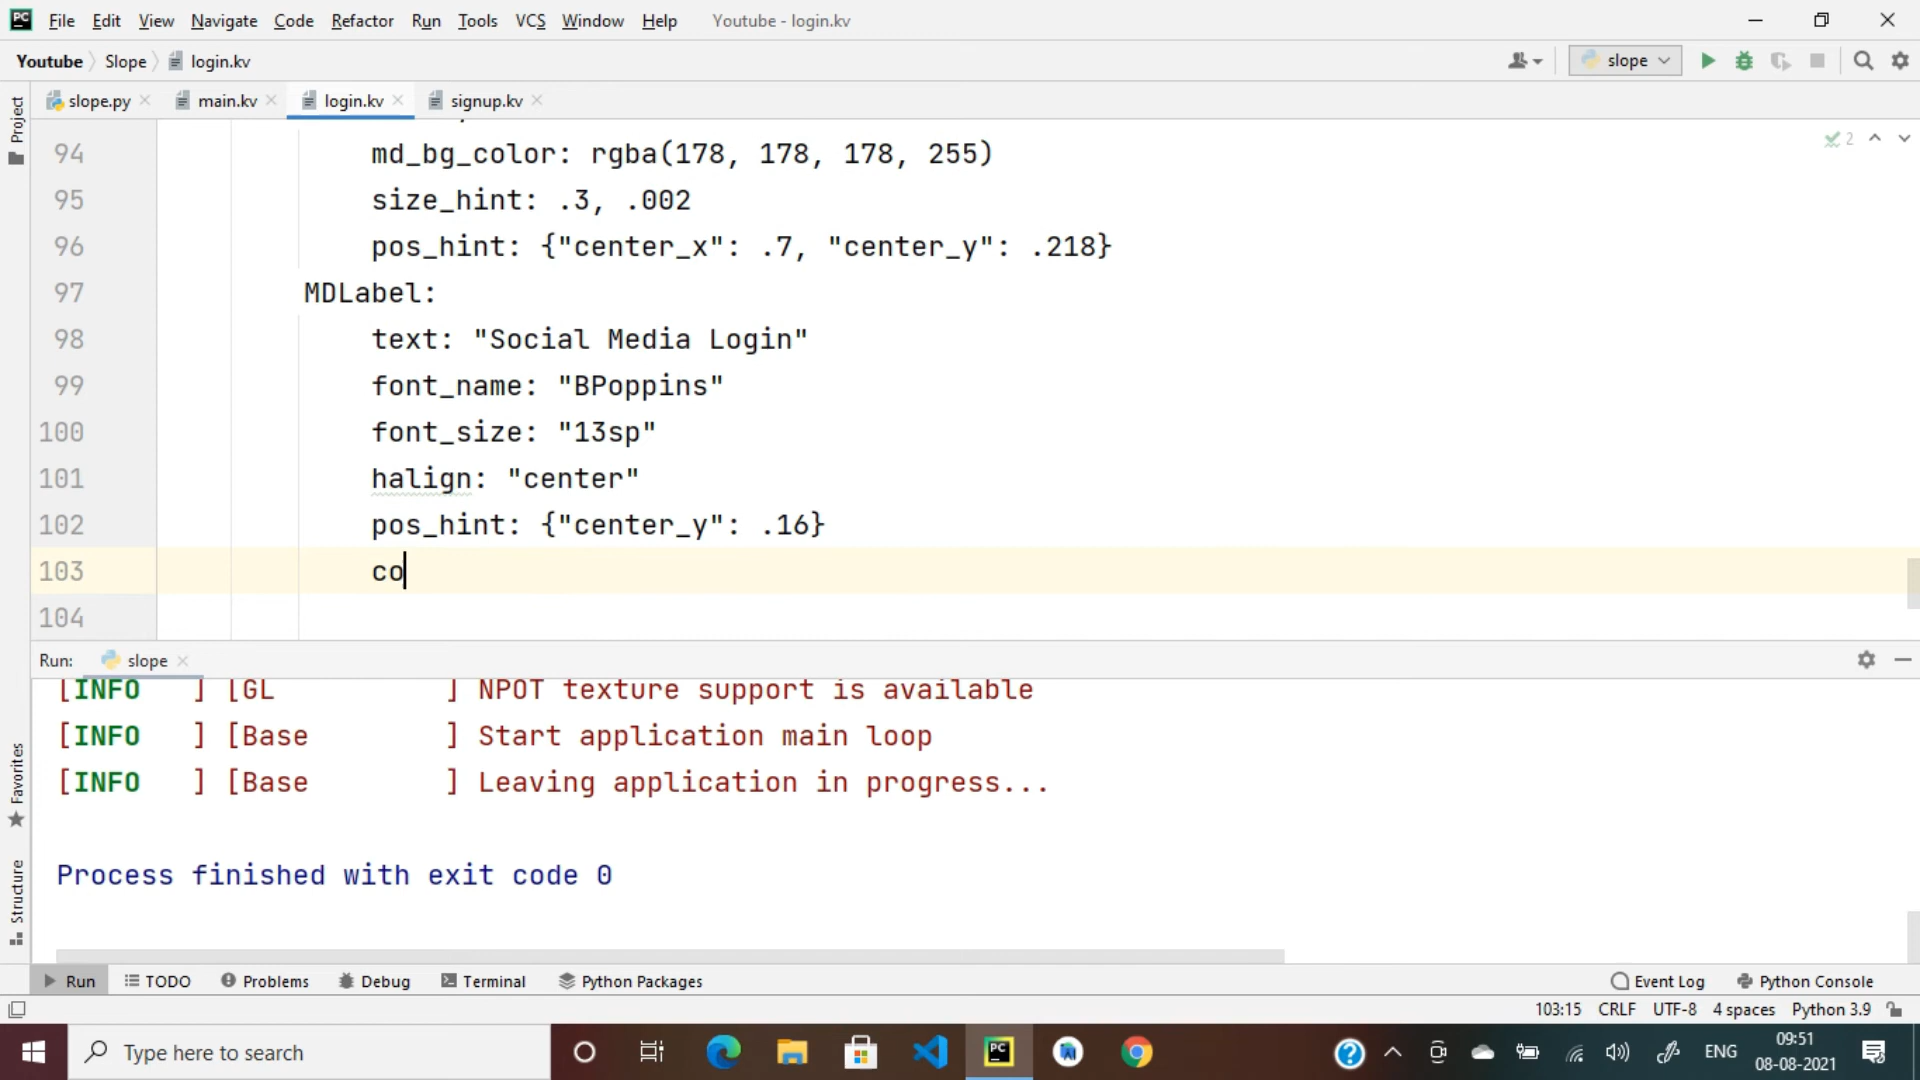 PC File Edit View Navigate Code Refactor Run Tools VCS Window Help Youtube - login.kv
Youtube Slope login.kv slope
slope.py main.kv login.kv signup.kv
Project
2
94 md_bg_color: rgba(178, 178, 178, 255)
95 size_hint: .3, .002
96 pos_hint: {"center_x": .7, "center_y": .218}
97 MDLabel:
98 text: "Social Media Login"
99 font_name: "BPoppins"
100 font_size: "13sp"
101 halign: "center"
102 pos_hint: {"center_y": .16}
103 co
104
Run: slope
[INFO ] [GL ] NPOT texture support is available
[INFO ] [Base ] Start application main loop
[INFO ] [Base ] Leaving application in progress...
Process finished with exit code 0
Favorites
Structure
Run TODO Problems Debug Terminal Python Packages Event Log Python Console
103:15 CRLF UTF-8 4 spaces Python 3.9
Type here to search PC ENG 09:51
08-08-2021